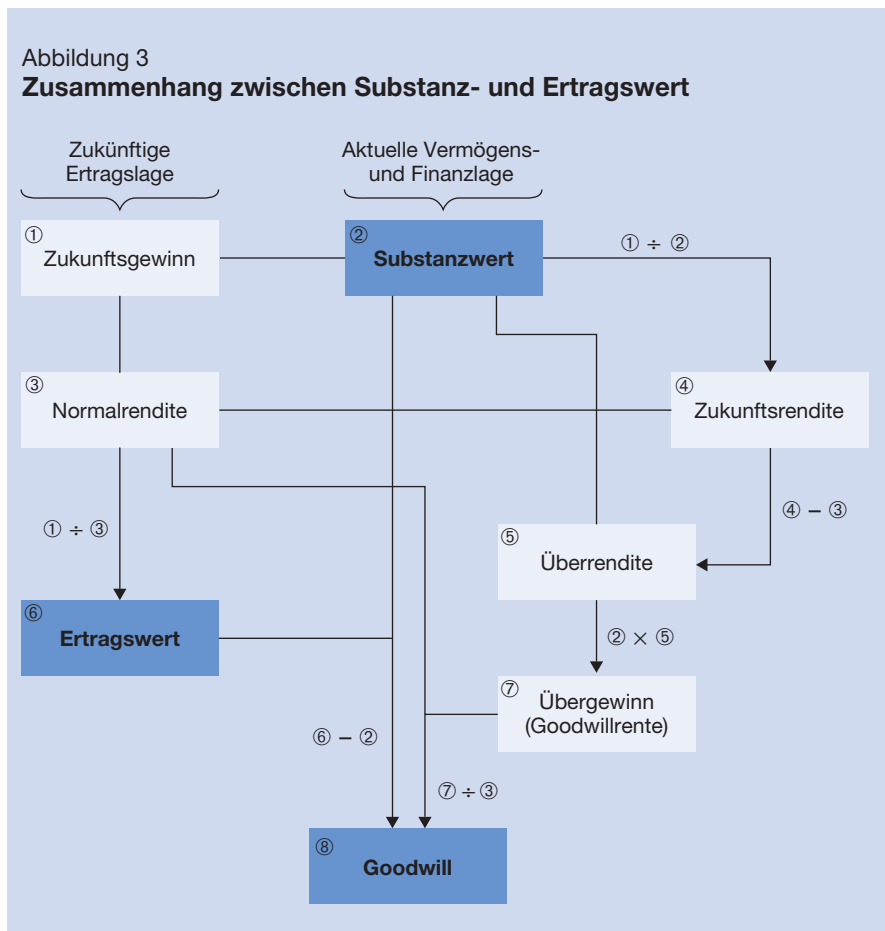 Abbildung 3
Zusammenhang zwischen Substanz- und Ertragswert
Zukünftige
Ertragslage
Aktuelle Vermögens-
und Finanzlage
① Zukunftsgewinn
② Substanzwert
① ÷ ②
③ Normalrendite
④ Zukunftsrendite
① ÷ ③
④ – ③
⑤ Überrendite
⑥ Ertragswert
② × ⑤
⑦ Übergewinn
(Goodwillrente)
⑥ – ②
⑦ ÷ ③
⑧ Goodwill